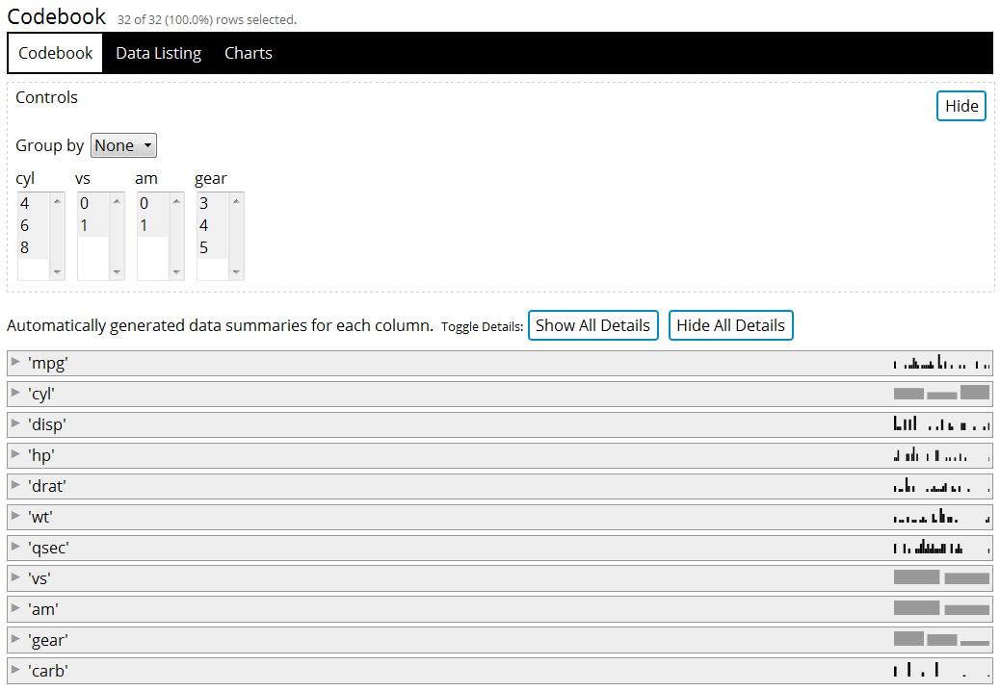 Codebook 32 of 32 (100.0%) rows selected.
Codebook Data Listing Charts
Controls
Hide
Group by None
cyl vs am gear
4 0 0 3
6 1 1 4
8 5
Automatically generated data summaries for each column. Toggle Details: Show All Details Hide All Details
'mpg'
'cyl'
'disp'
'hp'
'drat'
'wt'
'qsec'
'vs'
'am'
'gear'
'carb'